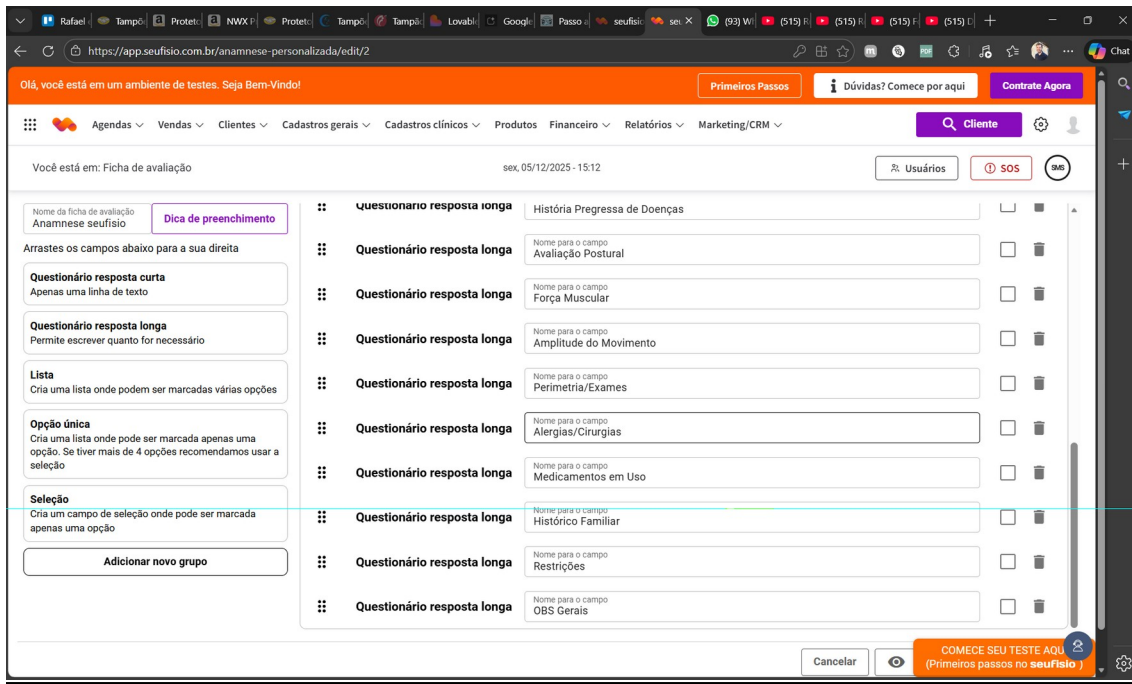 Rafael
Tampõ
Protetc
NWX P
Protetc
Tampõ
Tampã
Lovabl
Goog
Passo a
seufisic
seu
(93) W
(515) R
(515) R
(515) F
(515) D
https://app.seufisio.com.br/anamnese-personalizada/edit/2
PDF
Chat
Olá, você está em um ambiente de testes. Seja Bem-Vindo!
Primeiros Passos
i Dúvidas? Comece por aqui
Contrate Agora
Agendas
Vendas
Clientes
Cadastros gerais
Cadastros clínicos
Produtos
Financeiro
Relatórios
Marketing/CRM
Cliente
Você está em: Ficha de avaliação
sex, 05/12/2025 - 15:12
Usuários
SOS
SMS
Nome da ficha de avaliação
Anamnese seufisio
Dica de preenchimento
Arrastes os campos abaixo para a sua direita
Questionário resposta curta
Apenas uma linha de texto
Questionário resposta longa
Permite escrever quanto for necessário
Lista
Cria uma lista onde podem ser marcadas várias opções
Opção única
Cria uma lista onde pode ser marcada apenas uma
opção. Se tiver mais de 4 opções recomendamos usar a
seleção
Seleção
Cria um campo de seleção onde pode ser marcada
apenas uma opção
Adicionar novo grupo
Questionário resposta longa
História Pregressa de Doenças
Questionário resposta longa
Nome para o campo
Avaliação Postural
Questionário resposta longa
Nome para o campo
Força Muscular
Questionário resposta longa
Nome para o campo
Amplitude do Movimento
Questionário resposta longa
Nome para o campo
Perimetria/Exames
Questionário resposta longa
Nome para o campo
Alergias/Cirurgias
Questionário resposta longa
Nome para o campo
Medicamentos em Uso
Questionário resposta longa
Nome para o campo
Histórico Familiar
Questionário resposta longa
Nome para o campo
Restrições
Questionário resposta longa
Nome para o campo
OBS Gerais
Cancelar
COMECE SEU TESTE AQU
(Primeiros passos no seufisio)